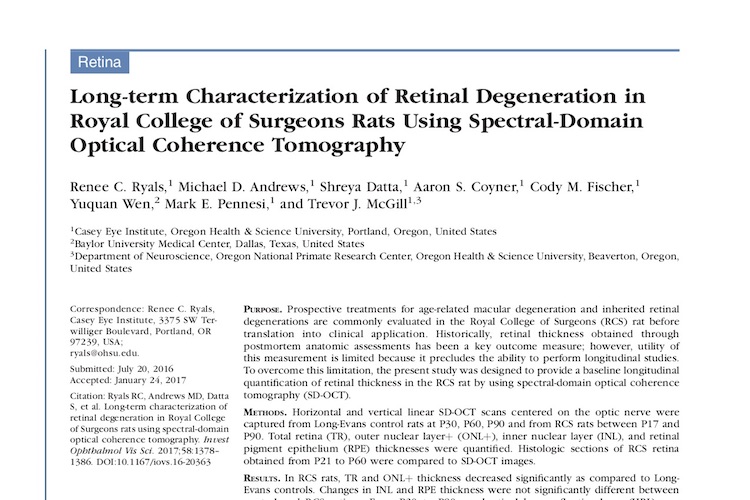 Retina
Long-term Characterization of Retinal Degeneration in
Royal College of Surgeons Rats Using Spectral-Domain
Optical Coherence Tomography
Renee C. Ryals,1 Michael D. Andrews,1 Shreya Datta,1 Aaron S. Coyner,1 Cody M. Fischer,1
Yuquan Wen,2 Mark E. Pennesi,1 and Trevor J. McGill1,3
1Casey Eye Institute, Oregon Health & Science University, Portland, Oregon, United States
2Baylor University Medical Center, Dallas, Texas, United States
3Department of Neuroscience, Oregon National Primate Research Center, Oregon Health & Science University, Beaverton, Oregon,
United States
Correspondence: Renee C. Ryals,
Casey Eye Institute, 3375 SW Ter-
williger Boulevard, Portland, OR
97239, USA;
ryals@ohsu.edu.
Submitted: July 20, 2016
Accepted: January 24, 2017
Citation: Ryals RC, Andrews MD, Datta
S, et al. Long-term characterization of
retinal degeneration in Royal College
of Surgeons rats using spectral-domain
optical coherence tomography. Invest
Ophthalmol Vis Sci. 2017;58:1378–
1386. DOI:10.1167/iovs.16-20363
PURPOSE. Prospective treatments for age-related macular degeneration and inherited retinal
degenerations are commonly evaluated in the Royal College of Surgeons (RCS) rat before
translation into clinical application. Historically, retinal thickness obtained through
postmortem anatomic assessments has been a key outcome measure; however, utility of
this measurement is limited because it precludes the ability to perform longitudinal studies.
To overcome this limitation, the present study was designed to provide a baseline longitudinal
quantification of retinal thickness in the RCS rat by using spectral-domain optical coherence
tomography (SD-OCT).
METHODS. Horizontal and vertical linear SD-OCT scans centered on the optic nerve were
captured from Long-Evans control rats at P30, P60, P90 and from RCS rats between P17 and
P90. Total retina (TR), outer nuclear layer+ (ONL+), inner nuclear layer (INL), and retinal
pigment epithelium (RPE) thicknesses were quantified. Histologic sections of RCS retina
obtained from P21 to P60 were compared to SD-OCT images.
RESULTS. In RCS rats, TR and ONL+ thickness decreased significantly as compared to Long-
Evans controls. Changes in INL and RPE thickness were not significantly different between